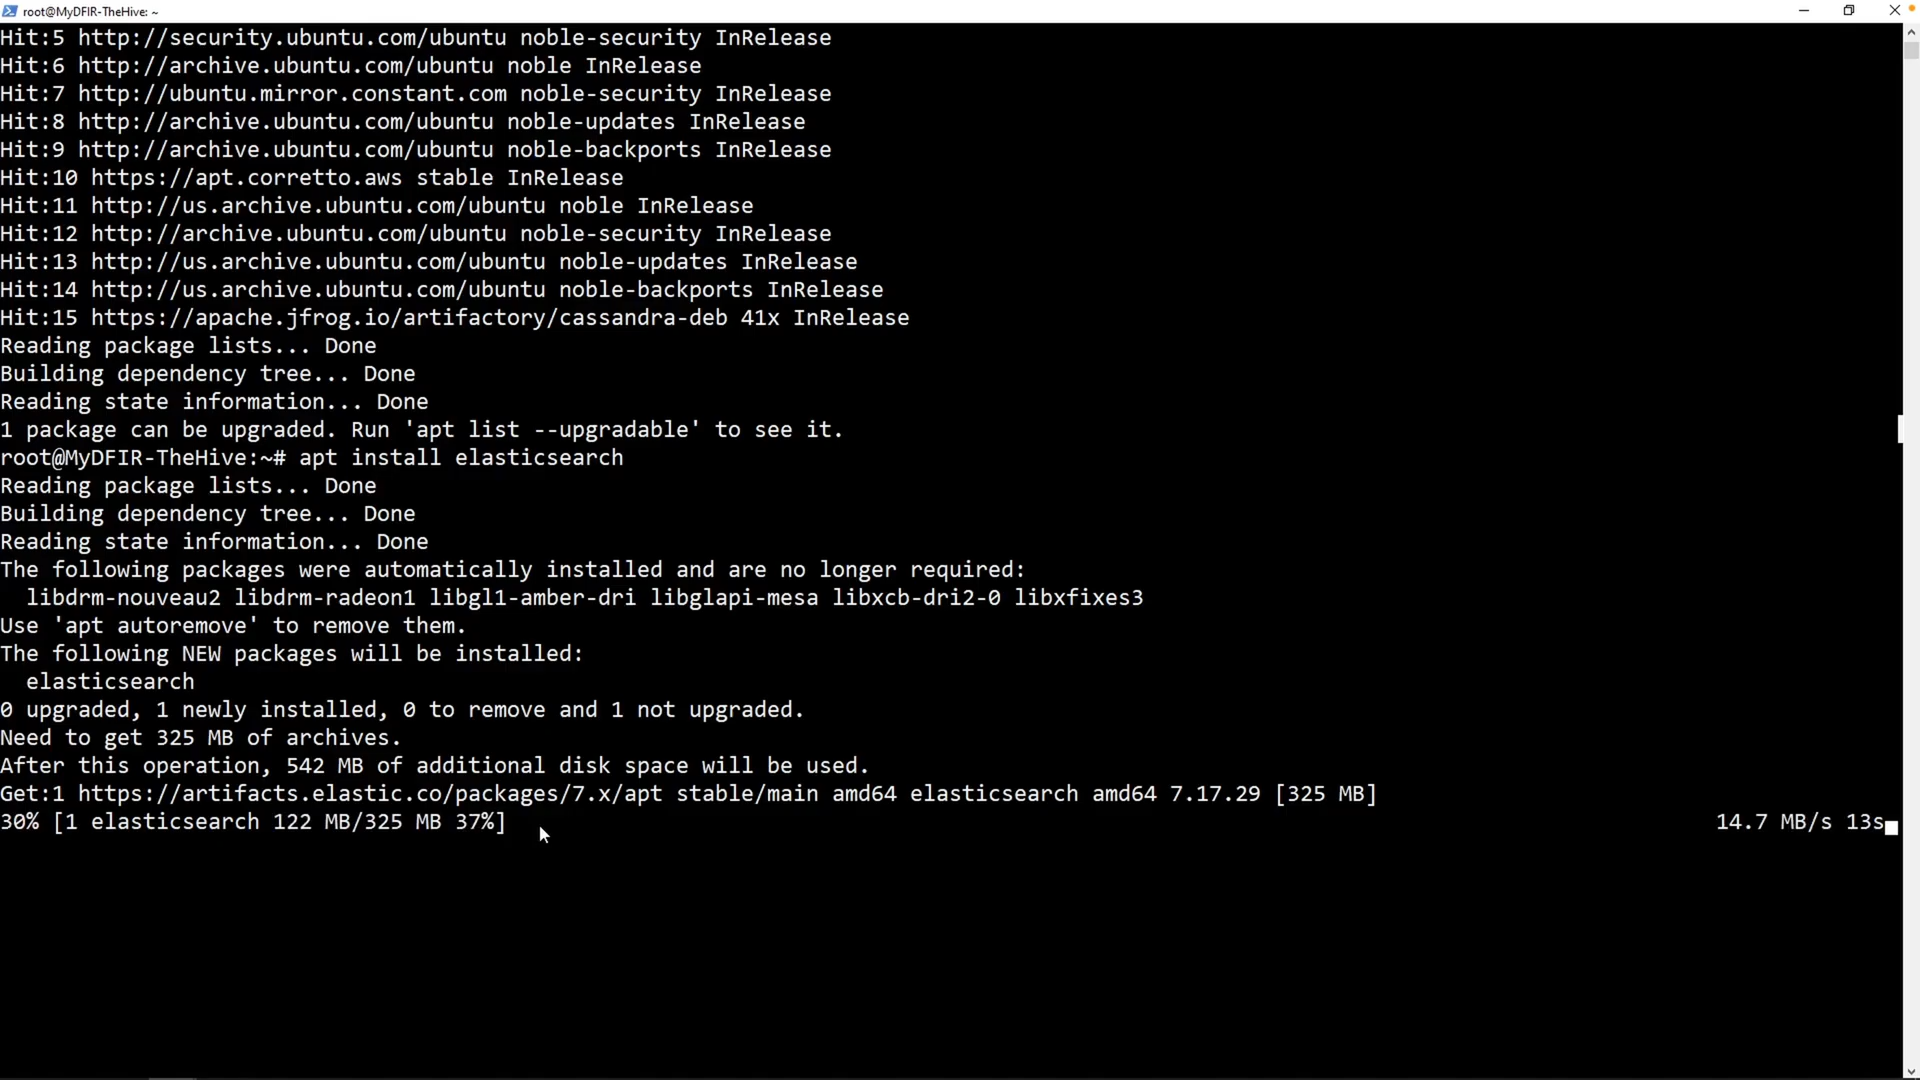 root@MyDFIR-TheHive: ~
Hit:5 http://security.ubuntu.com/ubuntu noble-security InRelease
Hit:6 http://archive.ubuntu.com/ubuntu noble InRelease
Hit:7 http://ubuntu.mirror.constant.com noble-security InRelease
Hit:8 http://archive.ubuntu.com/ubuntu noble-updates InRelease
Hit:9 http://archive.ubuntu.com/ubuntu noble-backports InRelease
Hit:10 https://apt.corretto.aws stable InRelease
Hit:11 http://us.archive.ubuntu.com/ubuntu noble InRelease
Hit:12 http://archive.ubuntu.com/ubuntu noble-security InRelease
Hit:13 http://us.archive.ubuntu.com/ubuntu noble-updates InRelease
Hit:14 http://us.archive.ubuntu.com/ubuntu noble-backports InRelease
Hit:15 https://apache.jfrog.io/artifactory/cassandra-deb 41x InRelease
Reading package lists... Done
Building dependency tree... Done
Reading state information... Done
1 package can be upgraded. Run 'apt list --upgradable' to see it.
root@MyDFIR-TheHive:~# apt install elasticsearch
Reading package lists... Done
Building dependency tree... Done
Reading state information... Done
The following packages were automatically installed and are no longer required:
  libdrm-nouveau2 libdrm-radeon1 libgl1-amber-dri libglapi-mesa libxcb-dri2-0 libxfixes3
Use 'apt autoremove' to remove them.
The following NEW packages will be installed:
  elasticsearch
0 upgraded, 1 newly installed, 0 to remove and 1 not upgraded.
Need to get 325 MB of archives.
After this operation, 542 MB of additional disk space will be used.
Get:1 https://artifacts.elastic.co/packages/7.x/apt stable/main amd64 elasticsearch amd64 7.17.29 [325 MB]
30% [1 elasticsearch 122 MB/325 MB 37%] 14.7 MB/s 13s